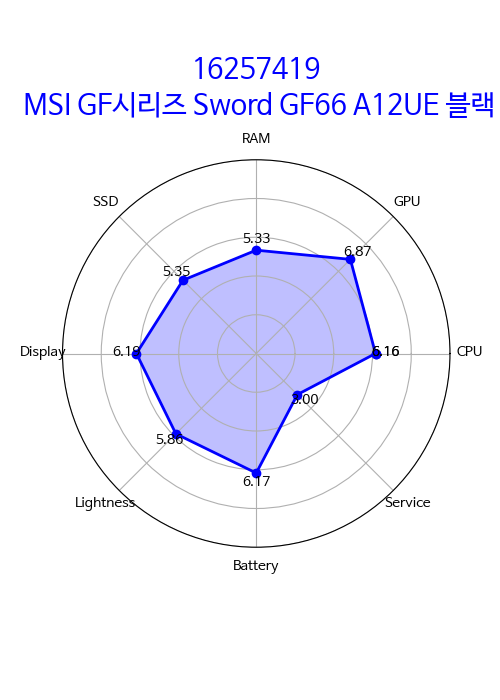 16257419
MSI GF시리즈 Sword GF66 A12UE 블랙
RAM
SSD
GPU
5.33
6.87
5.35
Display
6.16
CPU
5.86
Lightness
6.17
Service
Battery